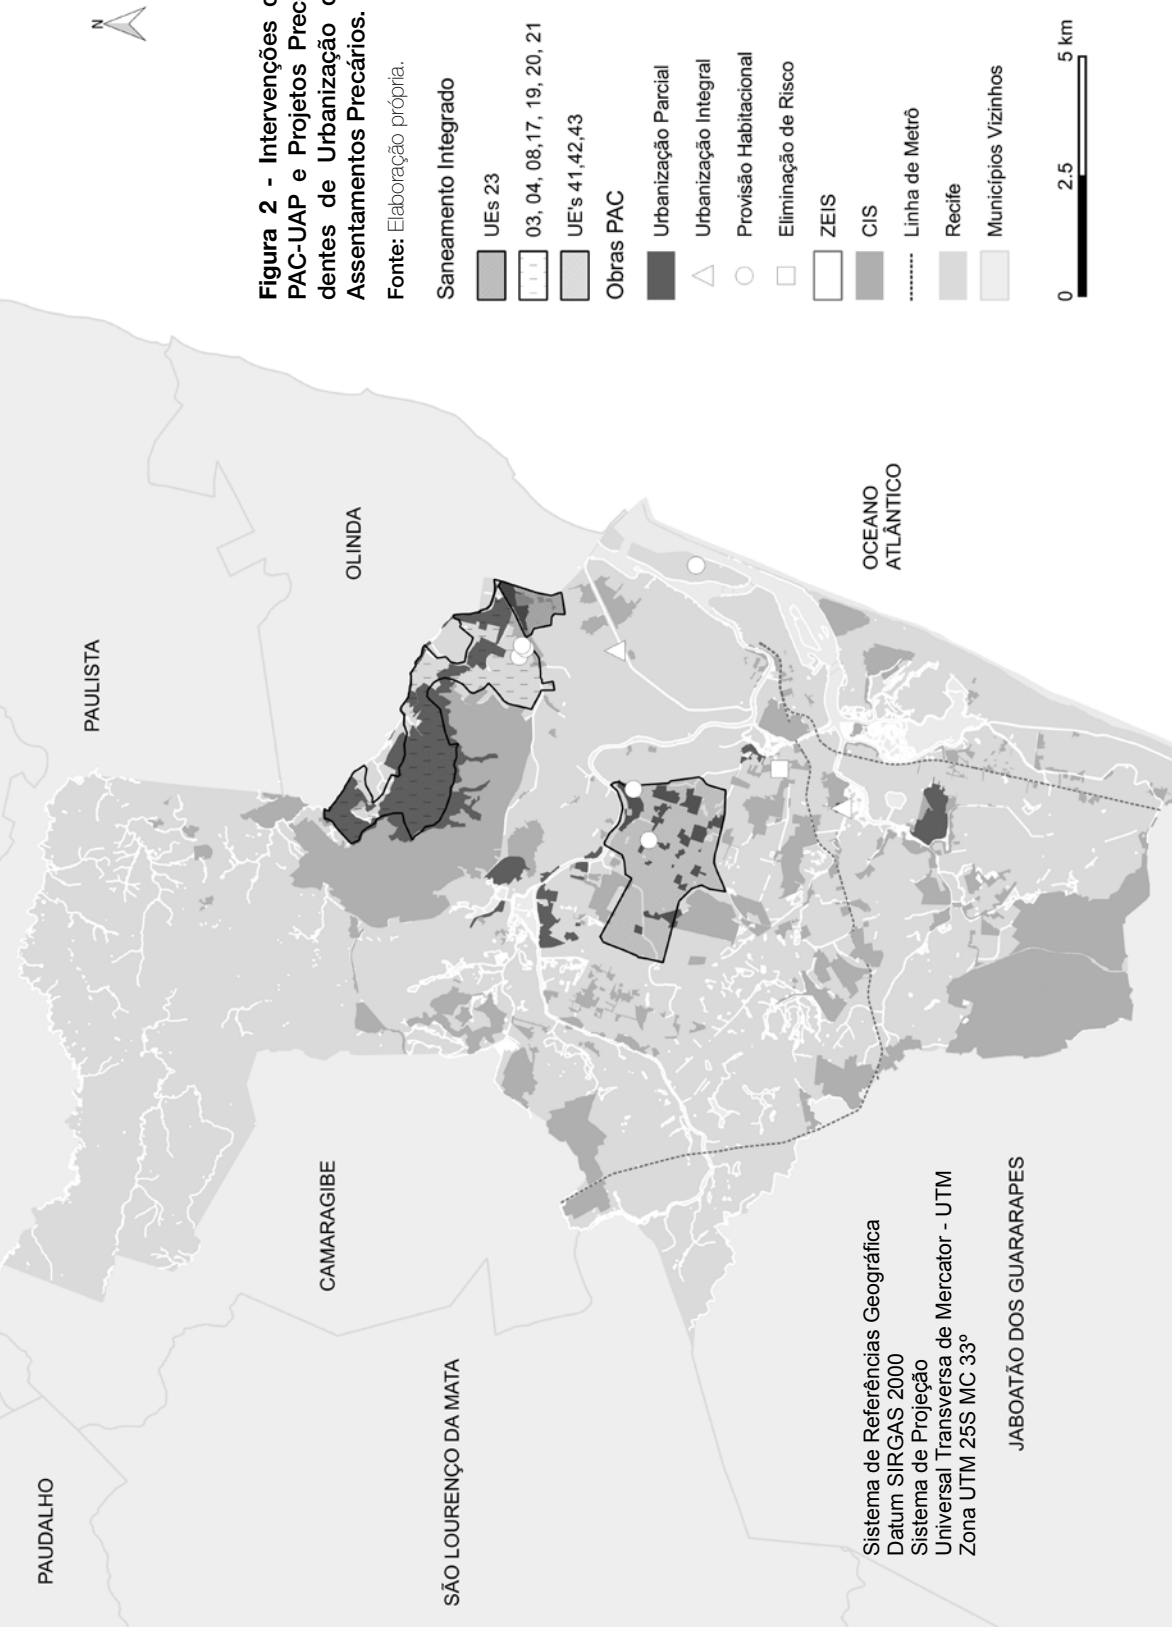 N
Figura 2 - Intervenções
PAC-UAP e Projetos
dentes de Urbanização
Assentamentos Precários.
Fonte: Elaboração própria.
Saneamento Integrado
UEs 23
03, 04, 08,17, 19, 20, 21
UE's 41,42,43
Obras PAC
Urbanização Parcial
Urbanização Integral
Provisão Habitacional
Eliminação de Risco
ZEIS
CIS
Linha de Metrô
Recife
Municípios Vizinhos
0 2.5 5 km
PAUDALHO
PAULISTA
OLINDA
CAMARAGIBE
SÃO LOURENÇO DA MATA
OCEANO
ATLÂNTICO
JABOATÃO DOS GUARARAPES
Sistema de Referências Geográfica
Datum SIRGAS 2000
Sistema de Projeção
Universal Transversa de Mercator - UTM
Zona UTM 25S MC 33º